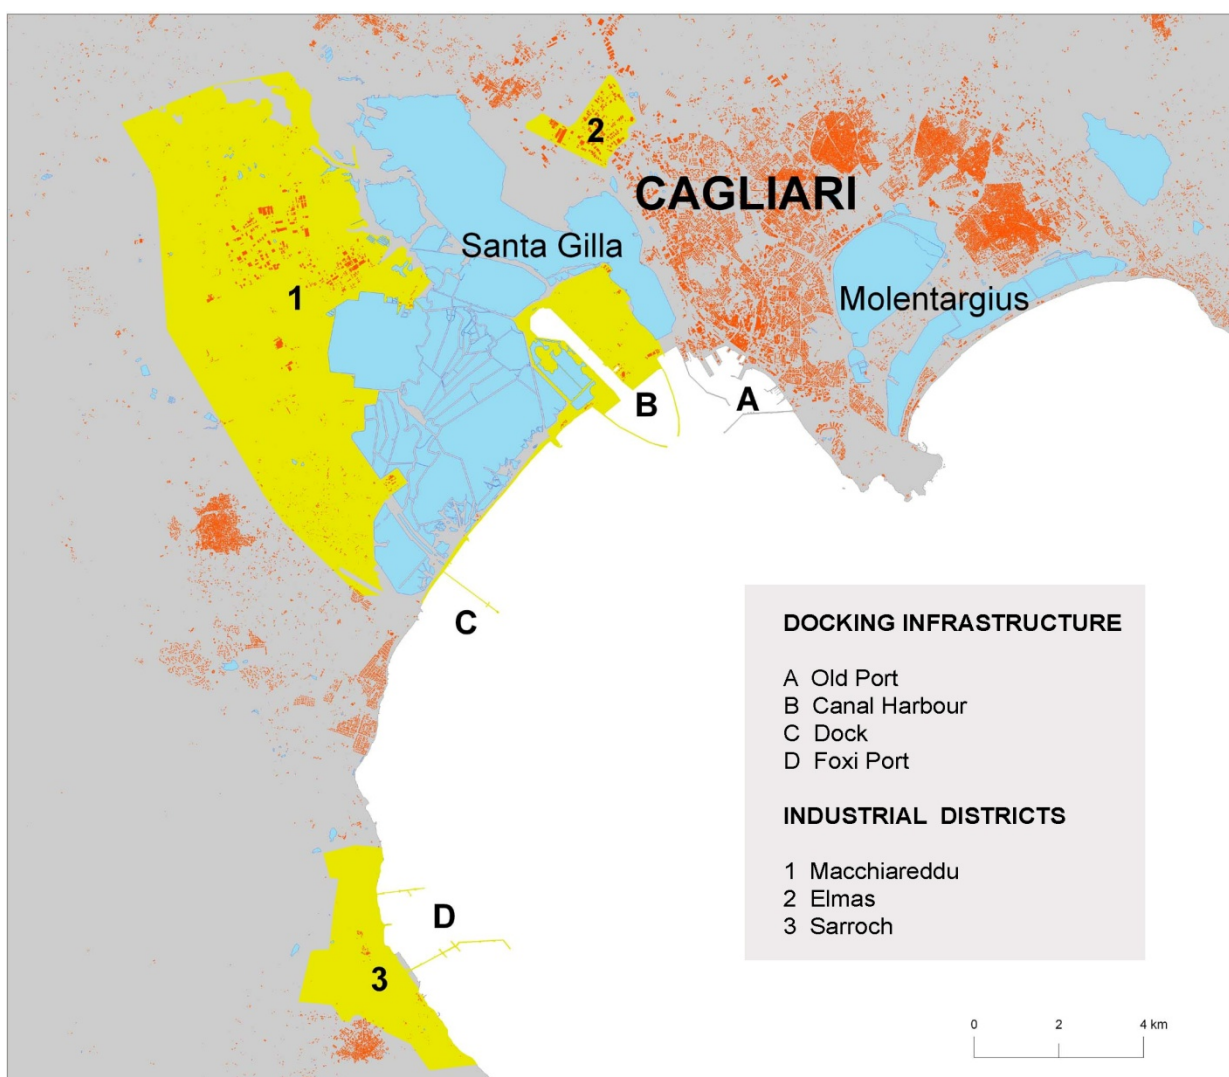 2
CAGLIARI
Santa Gilla
1
Molentargius
B
A
C
DOCKING INFRASTRUCTURE
A Old Port
B Canal Harbour
C Dock
D Foxi Port
INDUSTRIAL DISTRICTS
1 Macchiareddu
2 Elmas
3 Sarroch
D
3
0 2 4 km